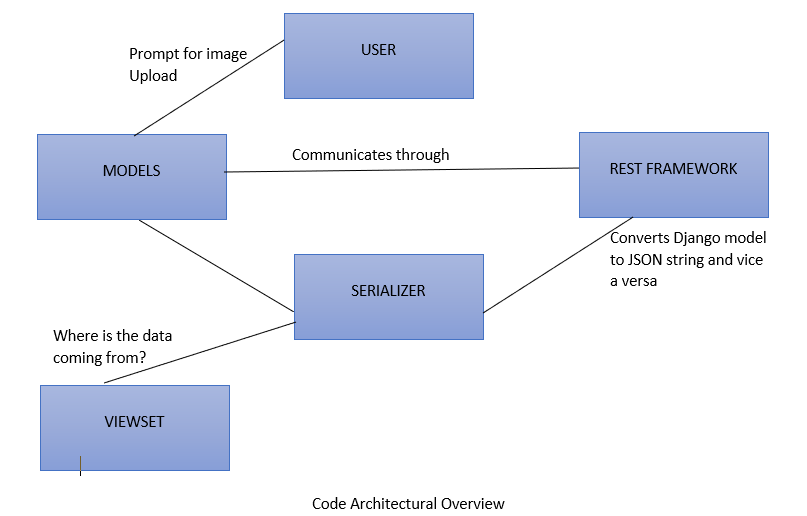 USER
Prompt for image
Upload
MODELS
Communicates through
REST FRAMEWORK
Converts Django model
to JSON string and vice
a versa
SERIALIZER
Where is the data
coming from?
VIEWSET
Code Architectural Overview